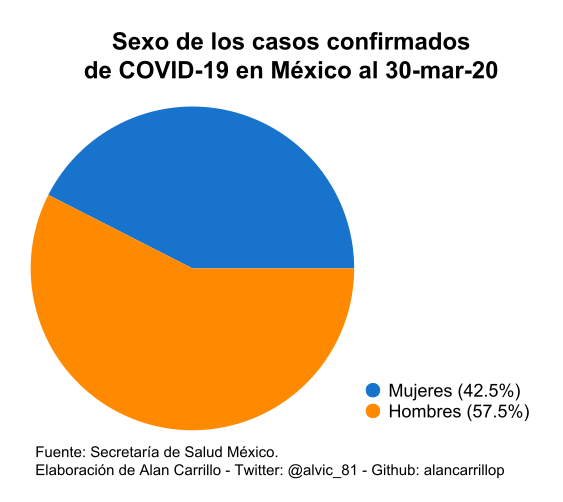 Sexo de los casos confirmados
de COVID-19 en México al 30-mar-20
Mujeres (42.5%)
Hombres (57.5%)
Fuente: Secretaría de Salud México.
Elaboración de Alan Carrillo - Twitter: @alvic_81 - Github: alancarrillop